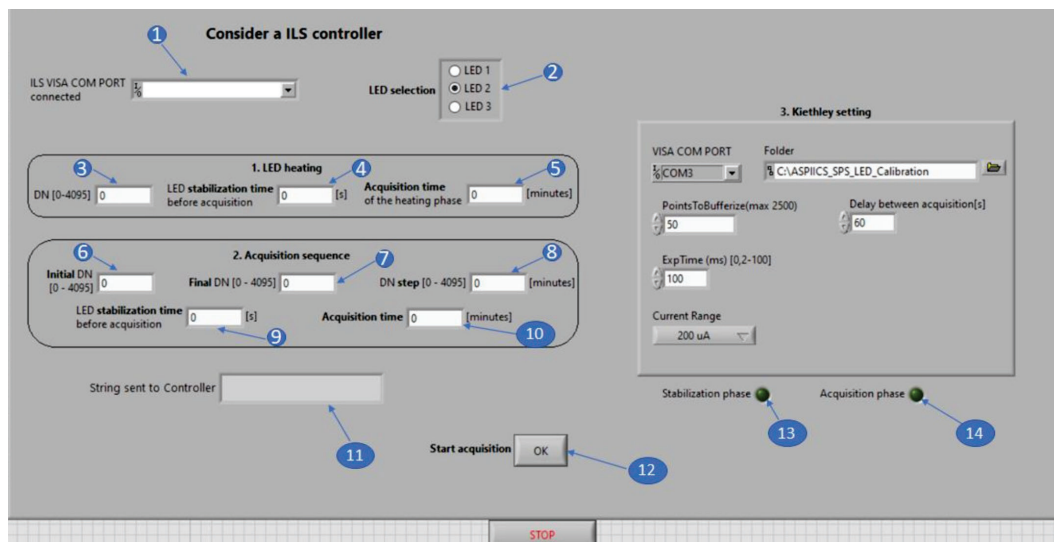 Consider a ILS controller
1
ILS VISA COM PORT
connected
LED selection
LED 1
LED 2
LED 3
2
3. Kiethley setting
VISA COM PORT
COM3
Folder
C:\ASPIICS_SPS_LED_Calibration
PointsToBufferize(max 2500)
50
Delay between acquisition[s]
60
ExpTime (ms) [0,2-100]
100
Current Range
200 uA
1. LED heating
3
4
5
DN [0-4095] 0
LED stabilization time
before acquisition 0 [s]
Acquisition time
of the heating phase 0 [minutes]
2. Acquisition sequence
6
7
8
Initial DN
[0 - 4095] 0
Final DN [0 - 4095] 0
DN step [0 - 4095] 0 [minutes]
LED stabilization time
before acquisition 0 [s]
9
Acquisition time 0 [minutes]
10
String sent to Controller
11
Stabilization phase
13
Acquisition phase
14
Start acquisition OK
12
STOP